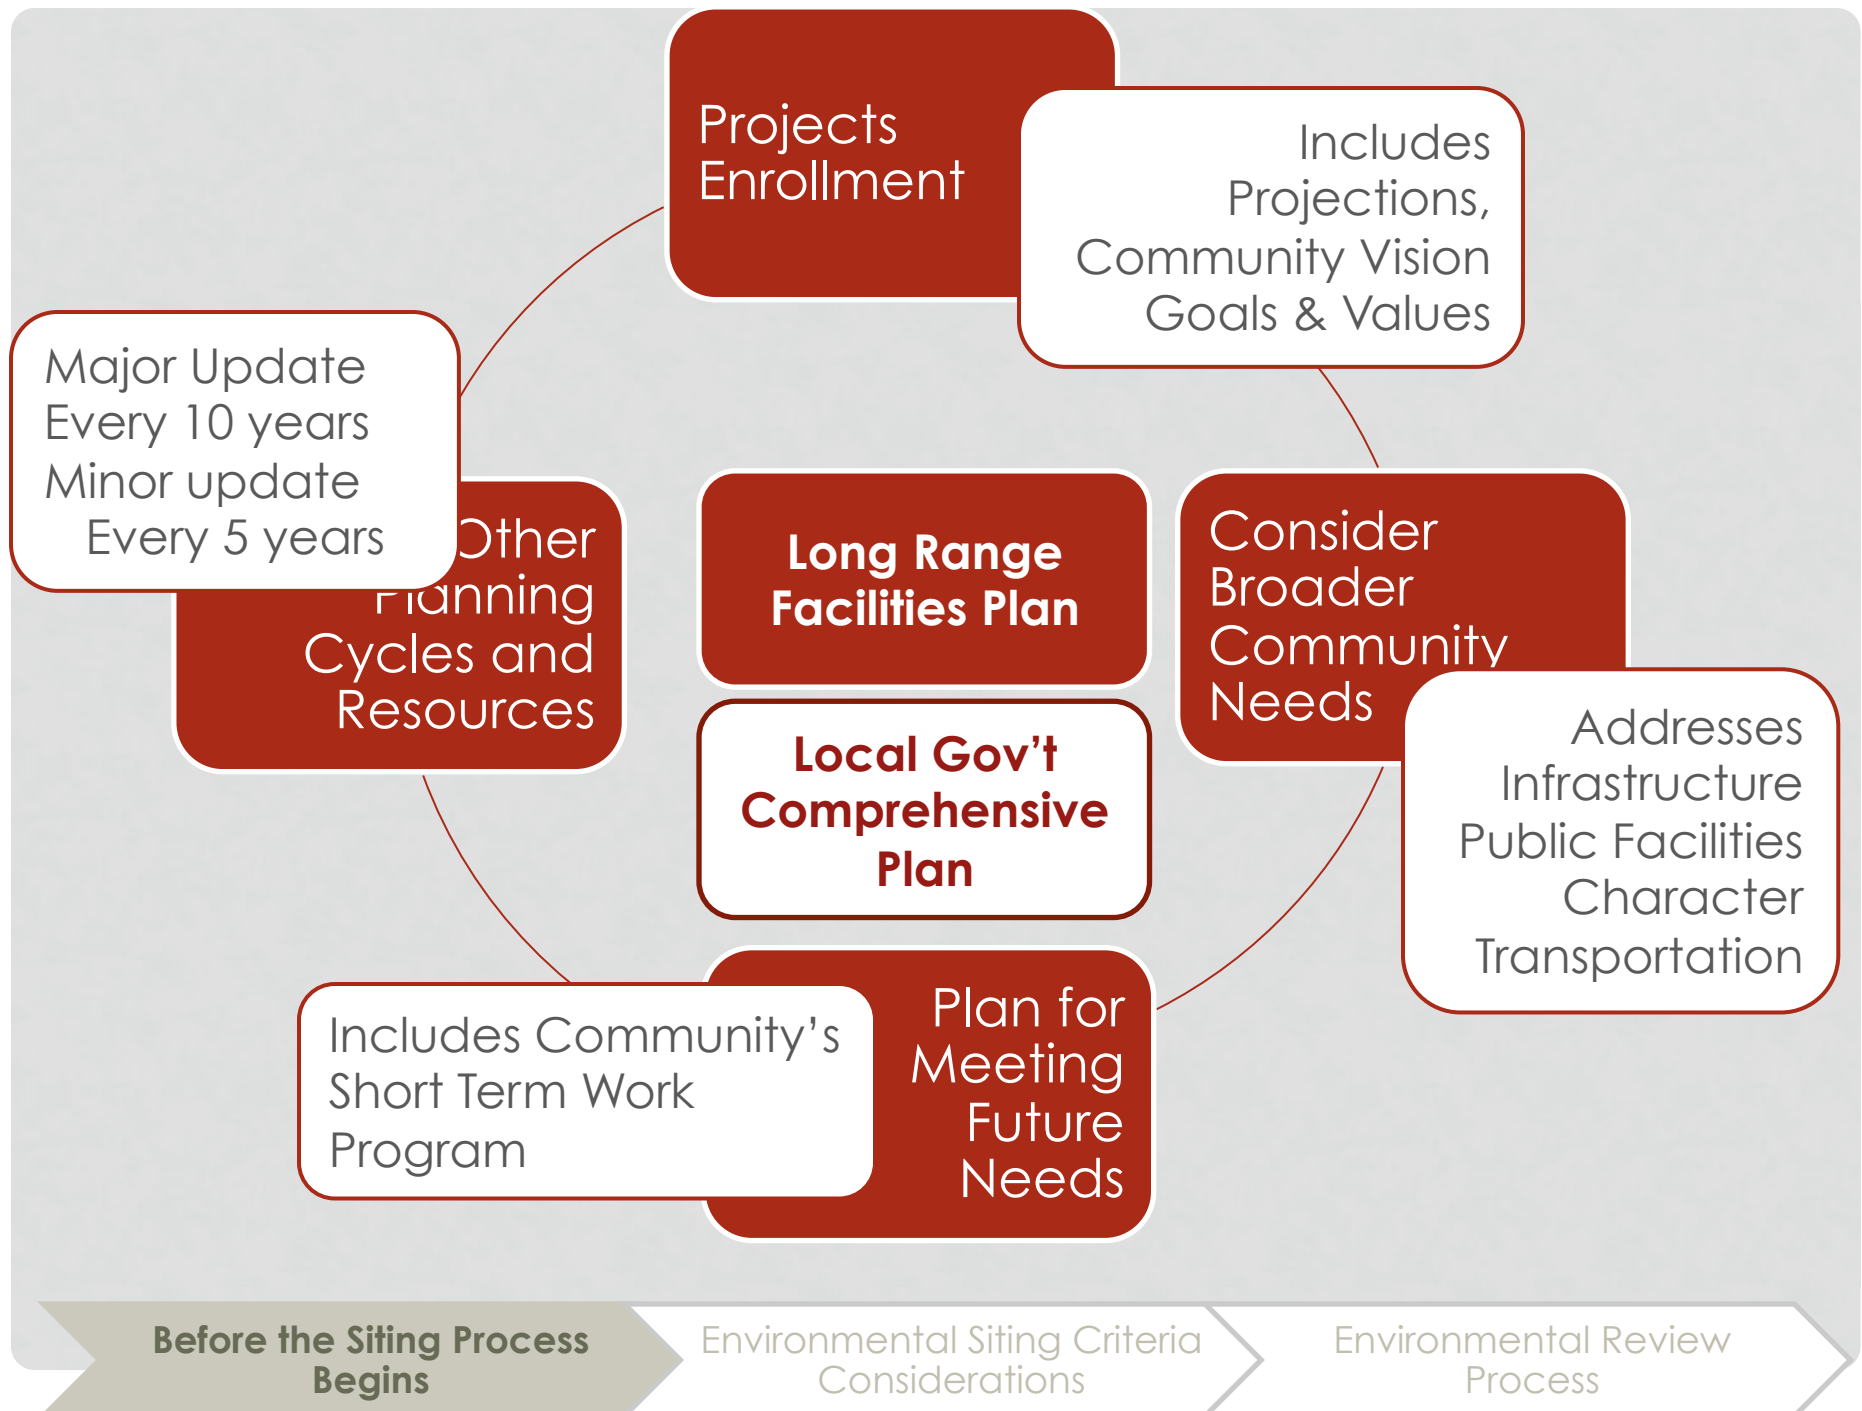 Projects
Enrollment
Includes
Projections,
Community Vision
Goals & Values
Major Update
Every 10 years
Minor update
Every 5 years
Other
Planning
Cycles and
Resources
Long Range
Facilities Plan
Local Gov’t
Comprehensive
Plan
Consider
Broader
Community
Needs
Addresses
Infrastructure
Public Facilities
Character
Transportation
Includes Community’s
Short Term Work
Program
Plan for
Meeting
Future
Needs
Before the Siting Process
Begins
Environmental Siting Criteria
Considerations
Environmental Review
Process